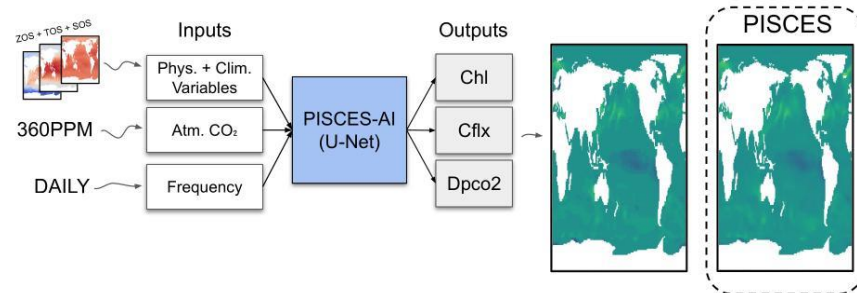 ZOS + TOS + SOS
Inputs
Outputs
PISCES
Phys. + Clim.
Variables
360PPM
Atm. CO₂
DAILY
Frequency
PISCES-AI
(U-Net)
Chl
Cflx
Dpco2